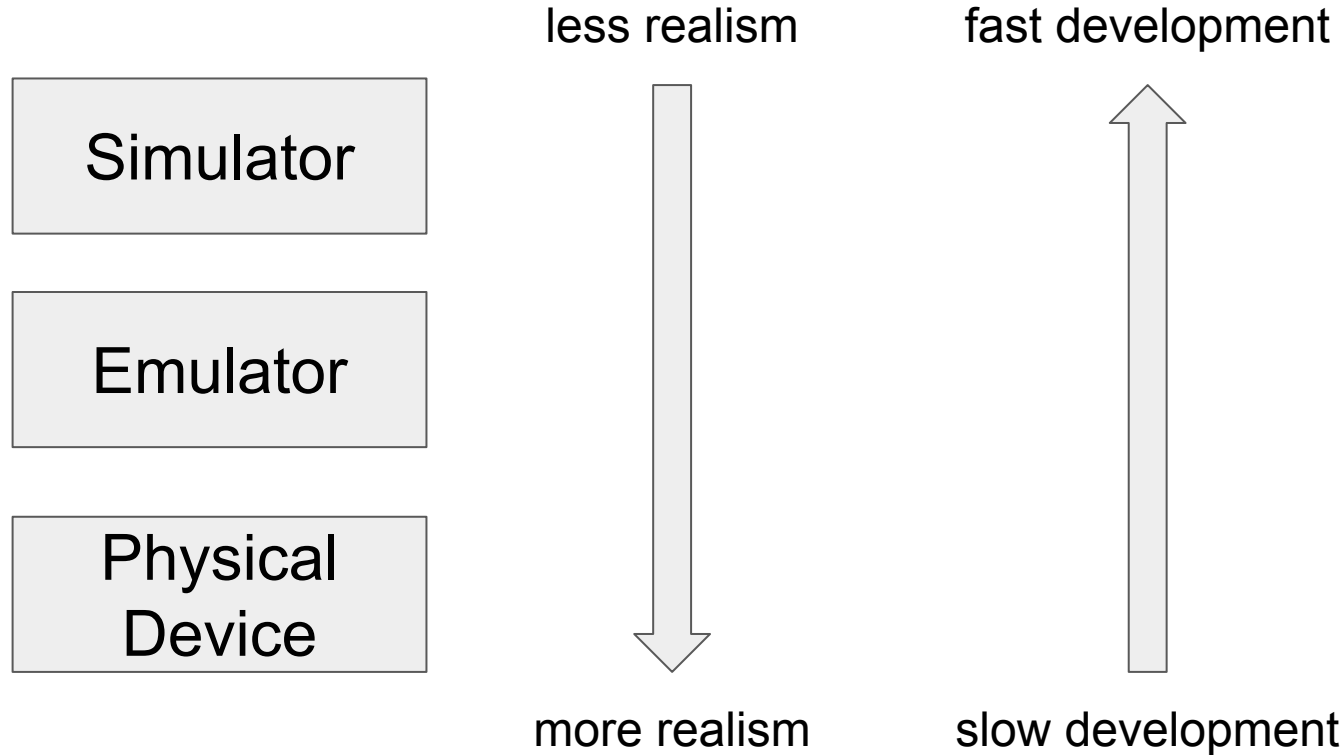 less realism
fast development
Simulator
Emulator
Physical
Device
more realism
slow development